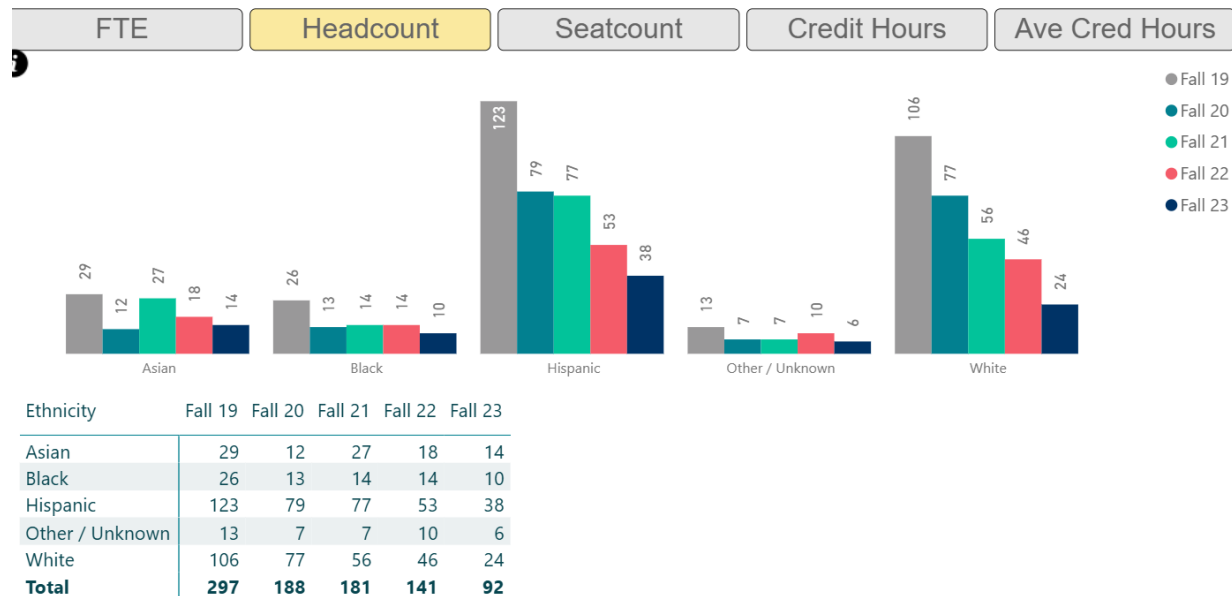 FTE Headcount Seatcount Credit Hours Ave Cred Hours
i
Fall 19
Fall 20
Fall 21
Fall 22
Fall 23
29 12 27 18 14
26 13 14 14 10
123 79 77 53 38
13 7 7 10 6
106 77 56 46 24
Asian Black Hispanic Other / Unknown White
Ethnicity Fall 19 Fall 20 Fall 21 Fall 22 Fall 23
Asian 29 12 27 18 14
Black 26 13 14 14 10
Hispanic 123 79 77 53 38
Other / Unknown 13 7 7 10 6
White 106 77 56 46 24
Total 297 188 181 141 92